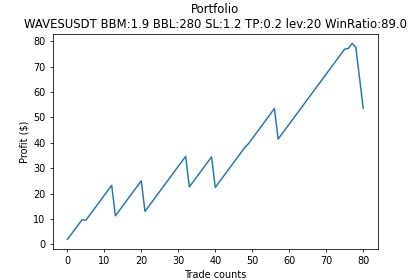 Portfolio
WAVESUSDT BBM:1.9 BBL:280 SL:1.2 TP:0.2 lev:20 WinRatio:89.0
80
70
60
50
40
30
20
10
0
Profit ($)
0 10 20 30 40 50 60 70 80
Trade counts